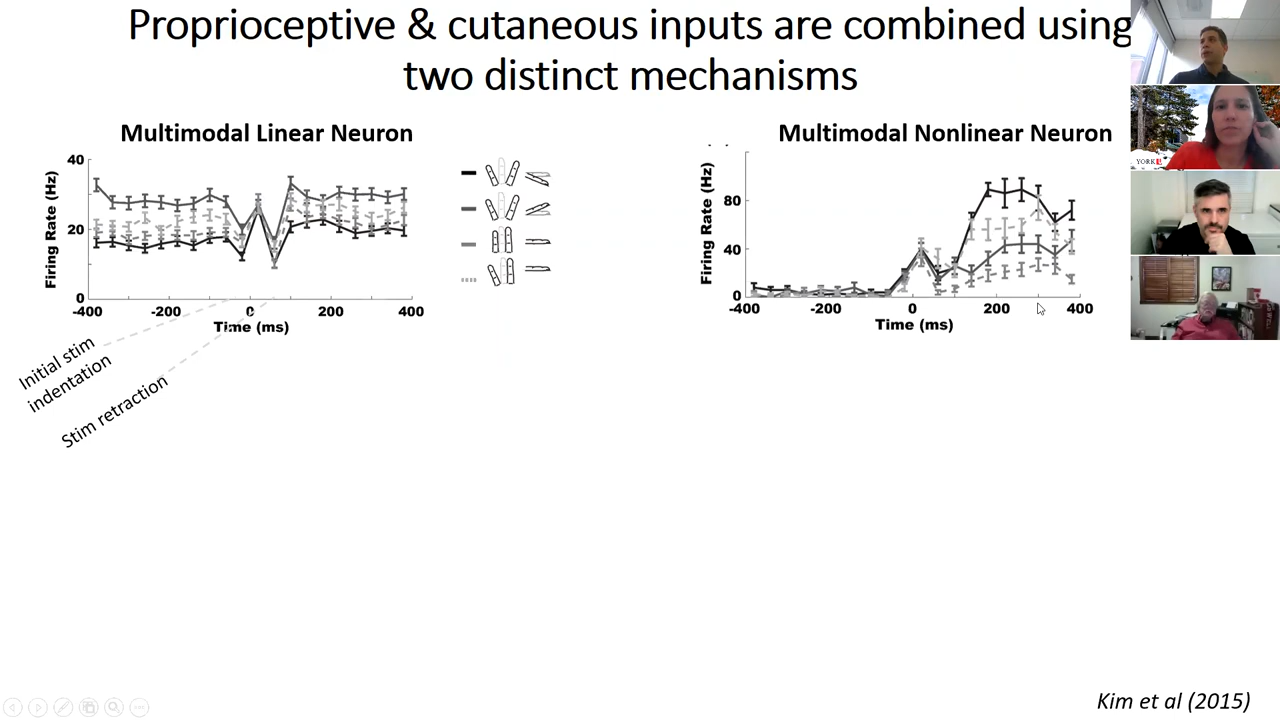 Proprioceptive & cutaneous inputs are combined using
two distinct mechanisms
Multimodal Linear Neuron
Firing Rate (Hz)
40
20
0
-400
-200
0
200
400
Time (ms)
Initial stim
indentation
Stim retraction
Multimodal Nonlinear Neuron
Firing Rate (Hz)
80
40
0
-400
-200
0
200
400
Time (ms)
YORK U
Kim et al (2015)